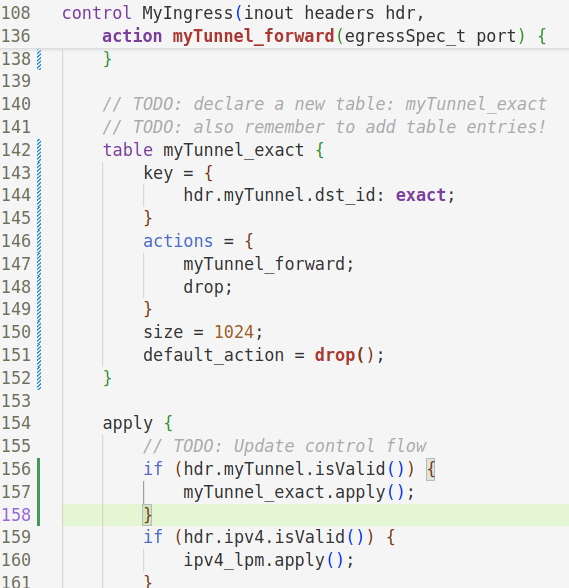 108 control MyIngress(inout headers hdr,
136 action myTunnel_forward(egressSpec_t port) {
138 }
139
140 // TODO: declare a new table: myTunnel_exact
141 // TODO: also remember to add table entries!
142 table myTunnel_exact {
143 key = {
144 hdr.myTunnel.dst_id: exact;
145 }
146 actions = {
147 myTunnel_forward;
148 drop;
149 }
150 size = 1024;
151 default_action = drop();
152 }
153
154 apply {
155 // TODO: Update control flow
156 if (hdr.myTunnel.isValid()) {
157 myTunnel_exact.apply();
158 }
159 if (hdr.ipv4.isValid()) {
160 ipv4_lpm.apply();
161 }